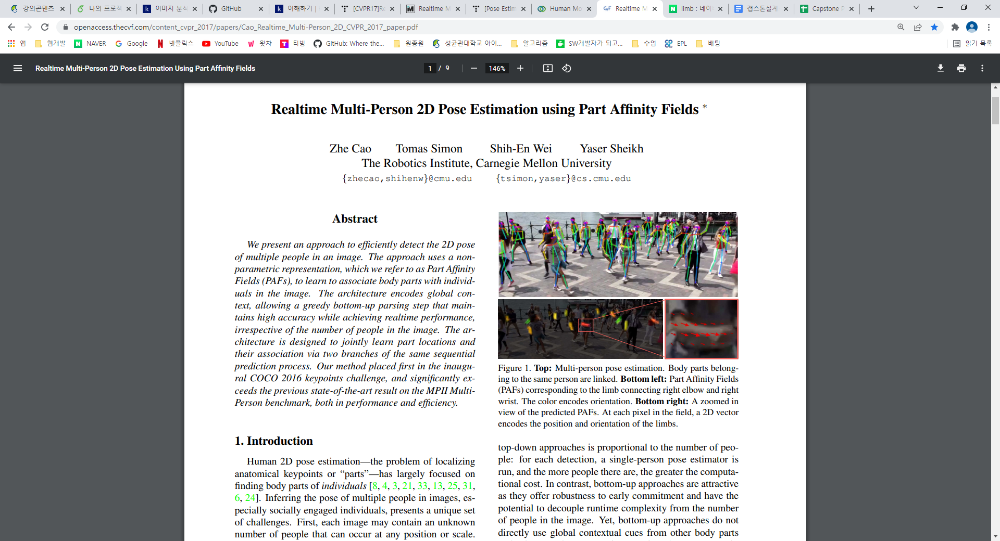 강의콘텐츠
나의 프로젝
이미지 분석
GitHub
이해하기 |
[CVPR17]Re
Realtime M
[Pose Estim
Human Mo
Realtime M
limb : 네이
캡스톤설계
Capstone P
openaccess.thecvf.com/content_cvpr_2017/papers/Cao_Realtime_Multi-Person_2D_CVPR_2017_paper.pdf
앱
웹개발
NAVER
Google
넷플릭스
YouTube
왓챠
티빙
GitHub: Where the...
원종원
성균관대학교 아이...
알고리즘
SW개발자가 되고...
수업
EPL
배팅
읽기 목록
Realtime Multi-Person 2D Pose Estimation Using Part Affinity Fields
1 / 9
146%
Realtime Multi-Person 2D Pose Estimation using Part Affinity Fields *
Zhe Cao Tomas Simon Shih-En Wei Yaser Sheikh
The Robotics Institute, Carnegie Mellon University
{zhecao,shihenw}@cmu.edu {tsimon,yaser}@cs.cmu.edu
Abstract
We present an approach to efficiently detect the 2D pose
of multiple people in an image. The approach uses a non-
parametric representation, which we refer to as Part Affinity
Fields (PAFs), to learn to associate body parts with individ-
uals in the image. The architecture encodes global con-
text, allowing a greedy bottom-up parsing step that main-
tains high accuracy while achieving realtime performance,
irrespective of the number of people in the image. The ar-
chitecture is designed to jointly learn part locations and
their association via two branches of the same sequential
prediction process. Our method placed first in the inaugu-
ral COCO 2016 keypoints challenge, and significantly ex-
ceeds the previous state-of-the-art result on the MPII Multi-
Person benchmark, both in performance and efficiency.
1. Introduction
Human 2D pose estimation—the problem of localizing
anatomical keypoints or “parts”—has largely focused on
finding body parts of individuals [8, 4, 3, 21, 33, 13, 25, 31,
6, 24]. Inferring the pose of multiple people in images, es-
pecially socially engaged individuals, presents a unique set
of challenges. First, each image may contain an unknown
number of people that can occur at any position or scale.
Figure 1. Top: Multi-person pose estimation. Body parts belong-
ing to the same person are linked. Bottom left: Part Affinity Fields
(PAFs) corresponding to the limb connecting right elbow and right
wrist. The color encodes orientation. Bottom right: A zoomed in
view of the predicted PAFs. At each pixel in the field, a 2D vector
encodes the position and orientation of the limbs.
top-down approaches is proportional to the number of peo-
ple: for each detection, a single-person pose estimator is
run, and the more people there are, the greater the computa-
tional cost. In contrast, bottom-up approaches are attractive
as they offer robustness to early commitment and have the
potential to decouple runtime complexity from the number
of people in the image. Yet, bottom-up approaches do not
directly use global contextual cues from other body parts